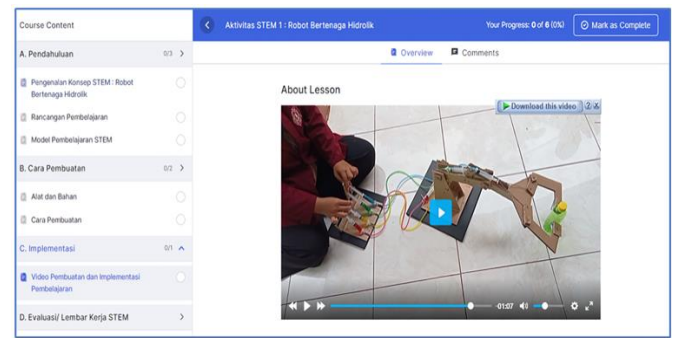 Course Content
Aktivitas STEM 1 : Robot Bertenaga Hidrolik
Your Progress: 0 of 6 (0%)
Mark as Complete
A. Pendahuluan
0/3
Pengenalan Konsep STEM : Robot
Bertenaga Hidrolik
Rancangan Pembelajaran
Model Pembelajaran STEM
B. Cara Pembuatan
0/2
Alat dan Bahan
Cara Pembuatan
C. Implementasi
0/1
Video Pembuatan dan Implementasi
Pembelajaran
D. Evaluasi/ Lembar Kerja STEM
Overview
Comments
About Lesson
Download this video
? X
-01:07